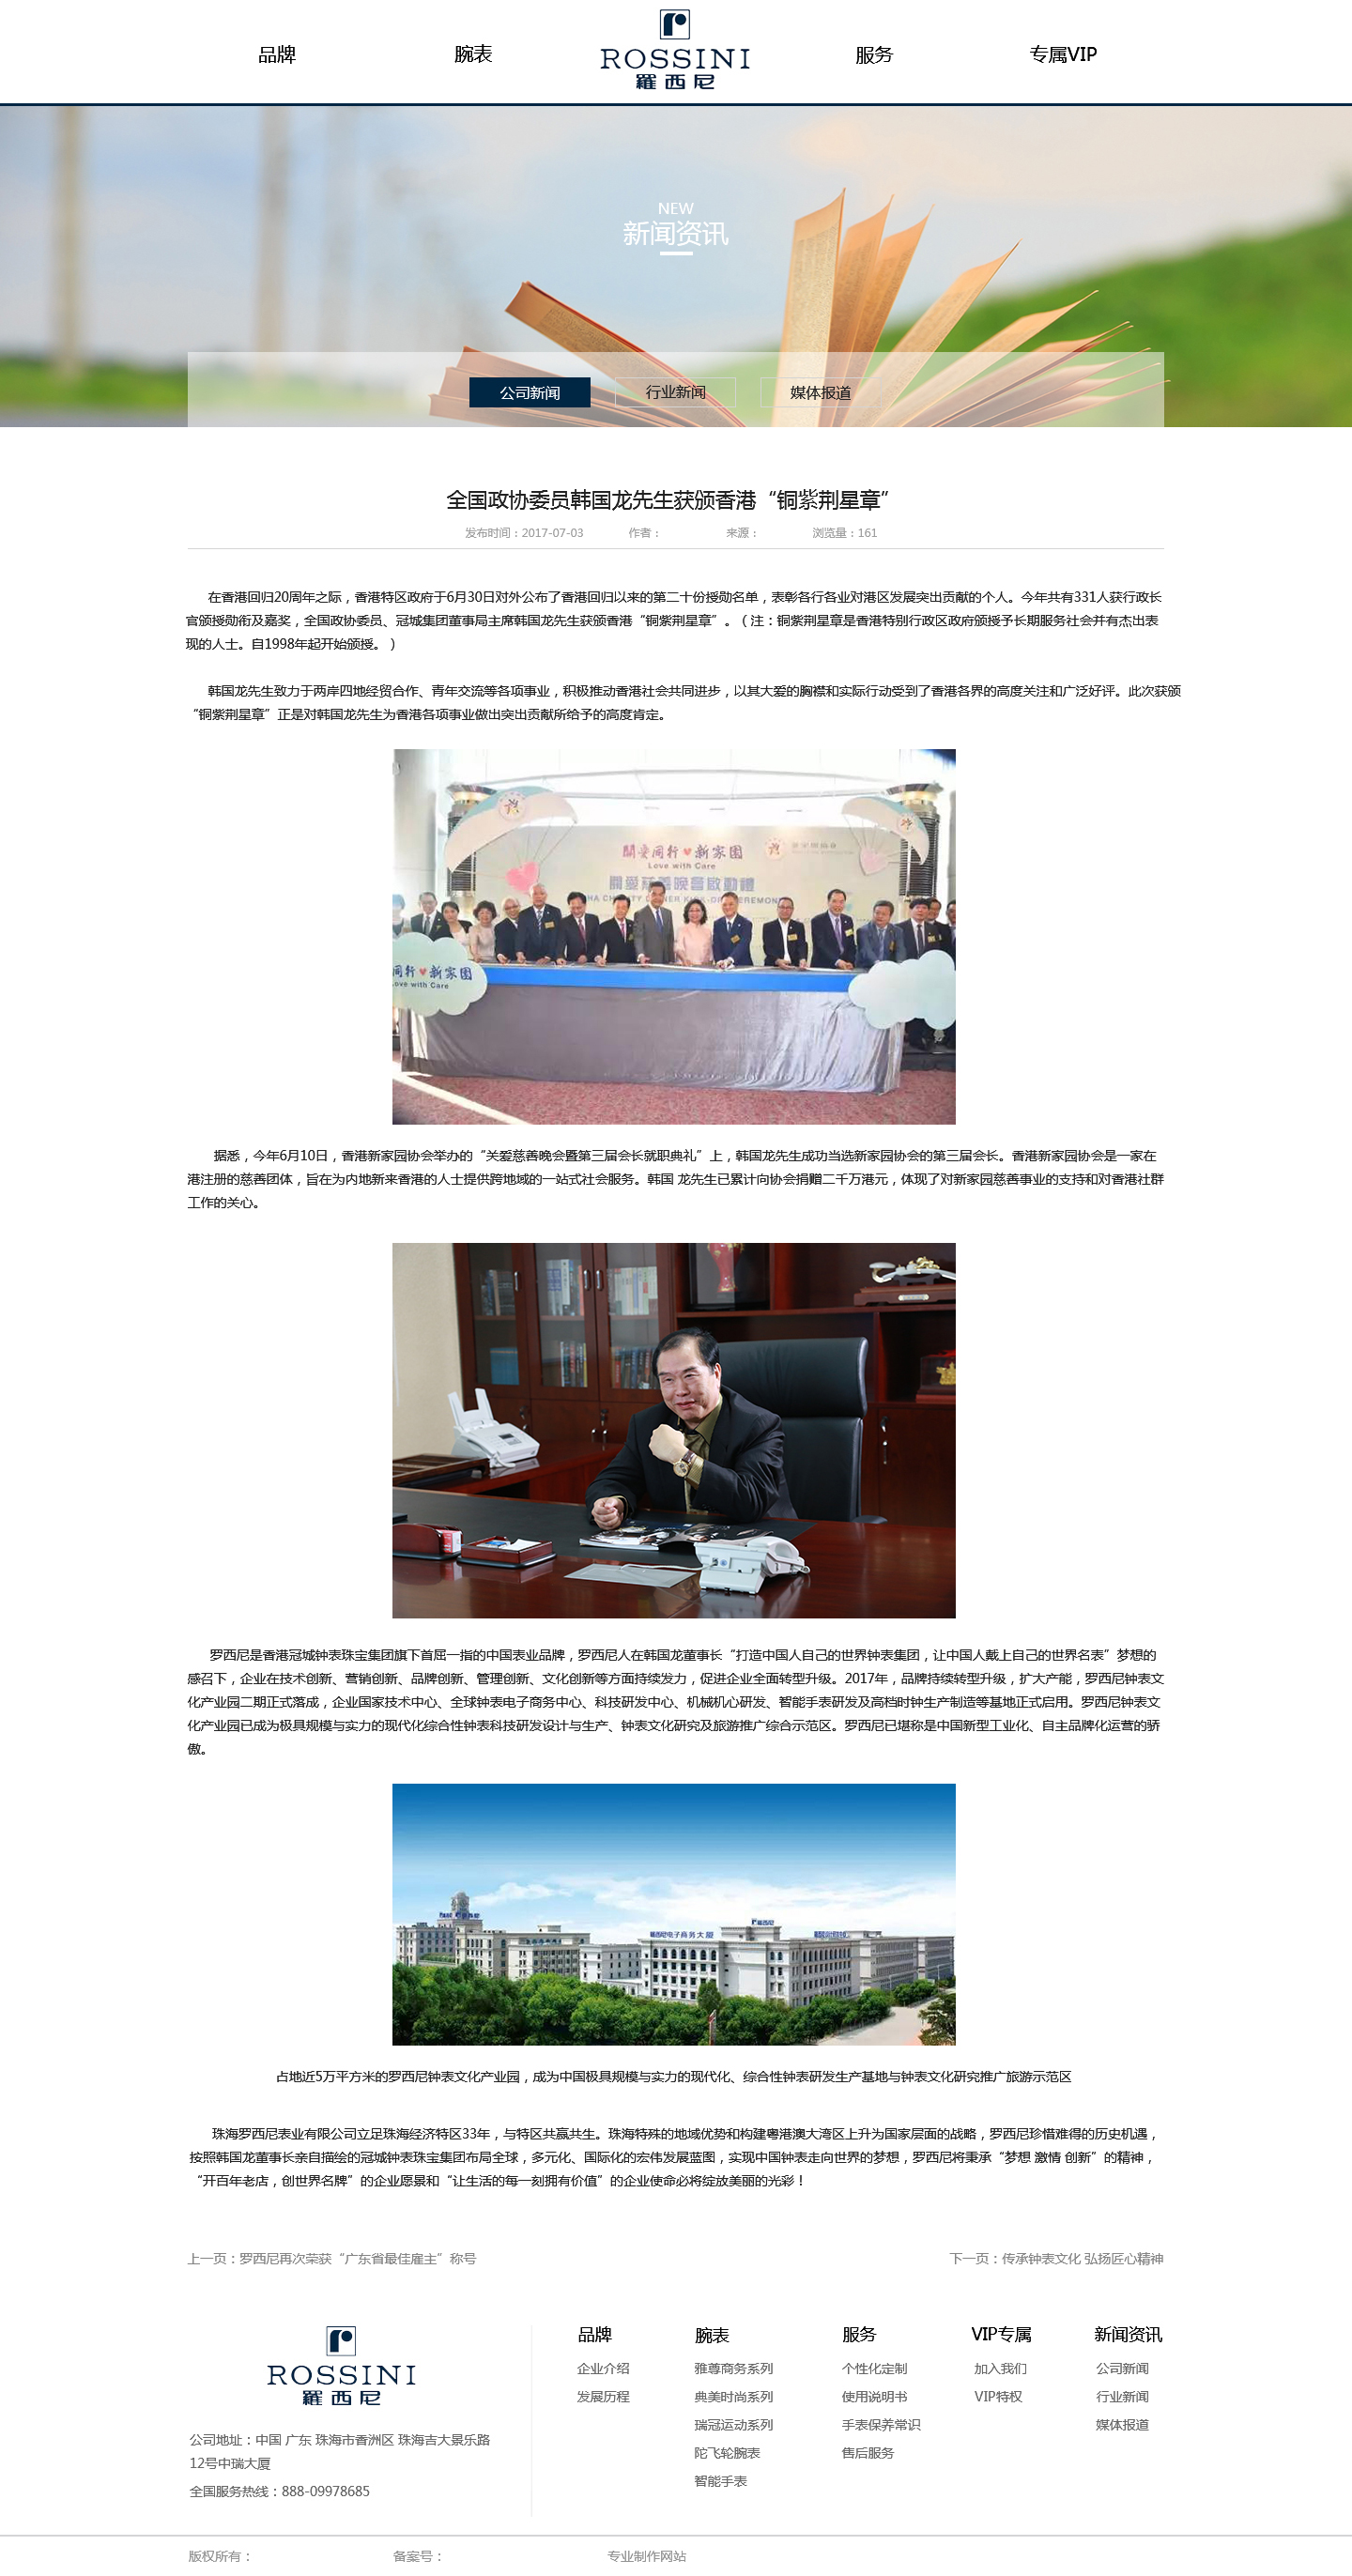 品牌
腕表
ROSSINI
羅西尼
服务
专属VIP
NEW
新闻资讯
公司新闻
行业新闻
媒体报道
全国政协委员韩国龙先生获颁香港“铜紫荆星章”
发布时间：2017-07-03 作者： 来源： 浏览量：161
在香港回归20周年之际，香港特区政府于6月30日对外公布了香港回归以来的第二十份授勋名单，表彰各行各业对港区发展突出贡献的个人。今年共有331人获行政长
官颁授勋衔及嘉奖，全国政协委员、冠城集团董事局主席韩国龙先生获颁香港“铜紫荆星章”。（注：铜紫荆星章是香港特别行政区政府颁授予长期服务社会并有杰出表
现的人士。自1998年起开始颁授。）
韩国龙先生致力于两岸四地经贸合作、青年交流等各项事业，积极推动香港社会共同进步，以其大爱的胸襟和实际行动受到了香港各界的高度关注和广泛好评。此次获颁
“铜紫荆星章”正是对韩国龙先生为香港各项事业做出突出贡献所给予的高度肯定。
關愛同行 新家園
Love with Care
關愛慈善晚會啟動禮
CHARITY DINNER KICK-OFF CEREMONY
同行 新家園
Love with Care
据悉，今年6月10日，香港新家园协会举办的“关爱慈善晚会暨第三届会长就职典礼”上，韩国龙先生成功当选新家园协会的第三届会长。香港新家园协会是一家在
港注册的慈善团体，旨在为内地新来香港的人士提供跨地域的一站式社会服务。韩国 龙先生已累计向协会捐赠二千万港元，体现了对新家园慈善事业的支持和对香港社群
工作的关心。
罗西尼是香港冠城钟表珠宝集团旗下首屈一指的中国表业品牌，罗西尼人在韩国龙董事长“打造中国人自己的世界钟表集团，让中国人戴上自己的世界名表”梦想的
感召下，企业在技术创新、营销创新、品牌创新、管理创新、文化创新等方面持续发力，促进企业全面转型升级。2017年，品牌持续转型升级，扩大产能，罗西尼钟表文
化产业园二期正式落成，企业国家技术中心、全球钟表电子商务中心、科技研发中心、机械机心研发、智能手表研发及高档时钟生产制造等基地正式启用。罗西尼钟表文
化产业园已成为极具规模与实力的现代化综合性钟表科技研发设计与生产、钟表文化研究及旅游推广综合示范区。罗西尼已堪称是中国新型工业化、自主品牌化运营的骄
傲。
羅西尼电子商务大厦
占地近5万平方米的罗西尼钟表文化产业园，成为中国极具规模与实力的现代化、综合性钟表研发生产基地与钟表文化研究推广旅游示范区
珠海罗西尼表业有限公司立足珠海经济特区33年，与特区共赢共生。珠海特殊的地域优势和构建粤港澳大湾区上升为国家层面的战略，罗西尼珍惜难得的历史机遇，
按照韩国龙董事长亲自描绘的冠城钟表珠宝集团布局全球，多元化、国际化的宏伟发展蓝图，实现中国钟表走向世界的梦想，罗西尼将秉承“梦想 激情 创新”的精神，
“开百年老店，创世界名牌”的企业愿景和“让生活的每一刻拥有价值”的企业使命必将绽放美丽的光彩！
上一页：罗西尼再次荣获“广东省最佳雇主”称号
下一页：传承钟表文化 弘扬匠心精神
ROSSINI
羅西尼
公司地址：中国 广东 珠海市香洲区 珠海吉大景乐路
12号中瑞大厦
全国服务热线：888-09978685
品牌
企业介绍
发展历程
腕表
雅尊商务系列
典美时尚系列
瑞冠运动系列
陀飞轮腕表
智能手表
服务
个性化定制
使用说明书
手表保养常识
售后服务
VIP专属
加入我们
VIP特权
新闻资讯
公司新闻
行业新闻
媒体报道
版权所有：
备案号：
专业制作网站